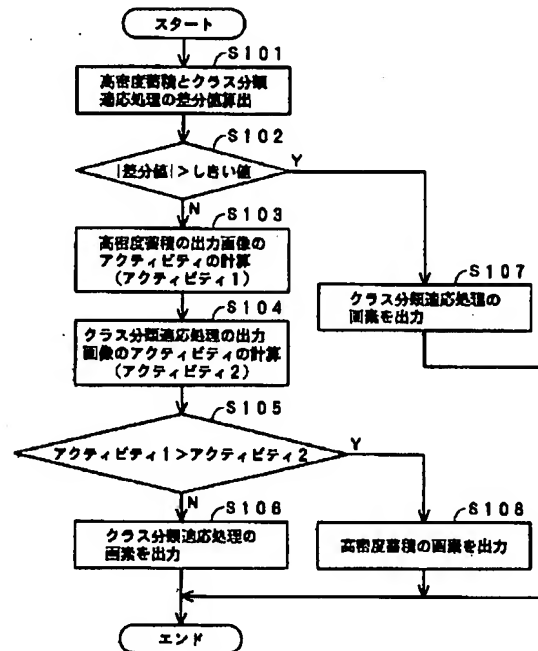 スタート
S101
高密度蓄積とクラス分類
適応処理の差分値算出
S102
|差分値|>しきい値
Y
N
S103
高密度蓄積の出力画像の
アクティビティの計算
(アクティビティ1)
S107
クラス分類適応処理の
画素を出力
S104
クラス分類適応処理の出力
画像のアクティビティの計算
(アクティビティ2)
S105
アクティビティ1>アクティビティ2
Y
N
S106
クラス分類適応処理の
画素を出力
S108
高密度蓄積の画素を出力
エンド